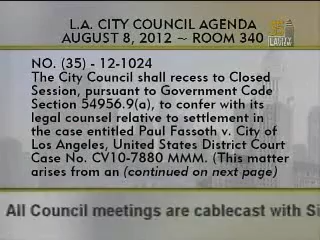 L.A. CITY COUNCIL AGENDA
AUGUST 8, 2012 ~ ROOM 340
NO. (35) - 12-1024
The City Council shall recess to Closed
Session, pursuant to Government Code
Section 54956.9(a), to confer with its
legal counsel relative to settlement in
the case entitled Paul Fassoth v. City of
Los Angeles, United States District Court
Case No. CV10-7880 MMM. (This matter
arises from an (continued on next page)
All Council meetings are cablecast with Si